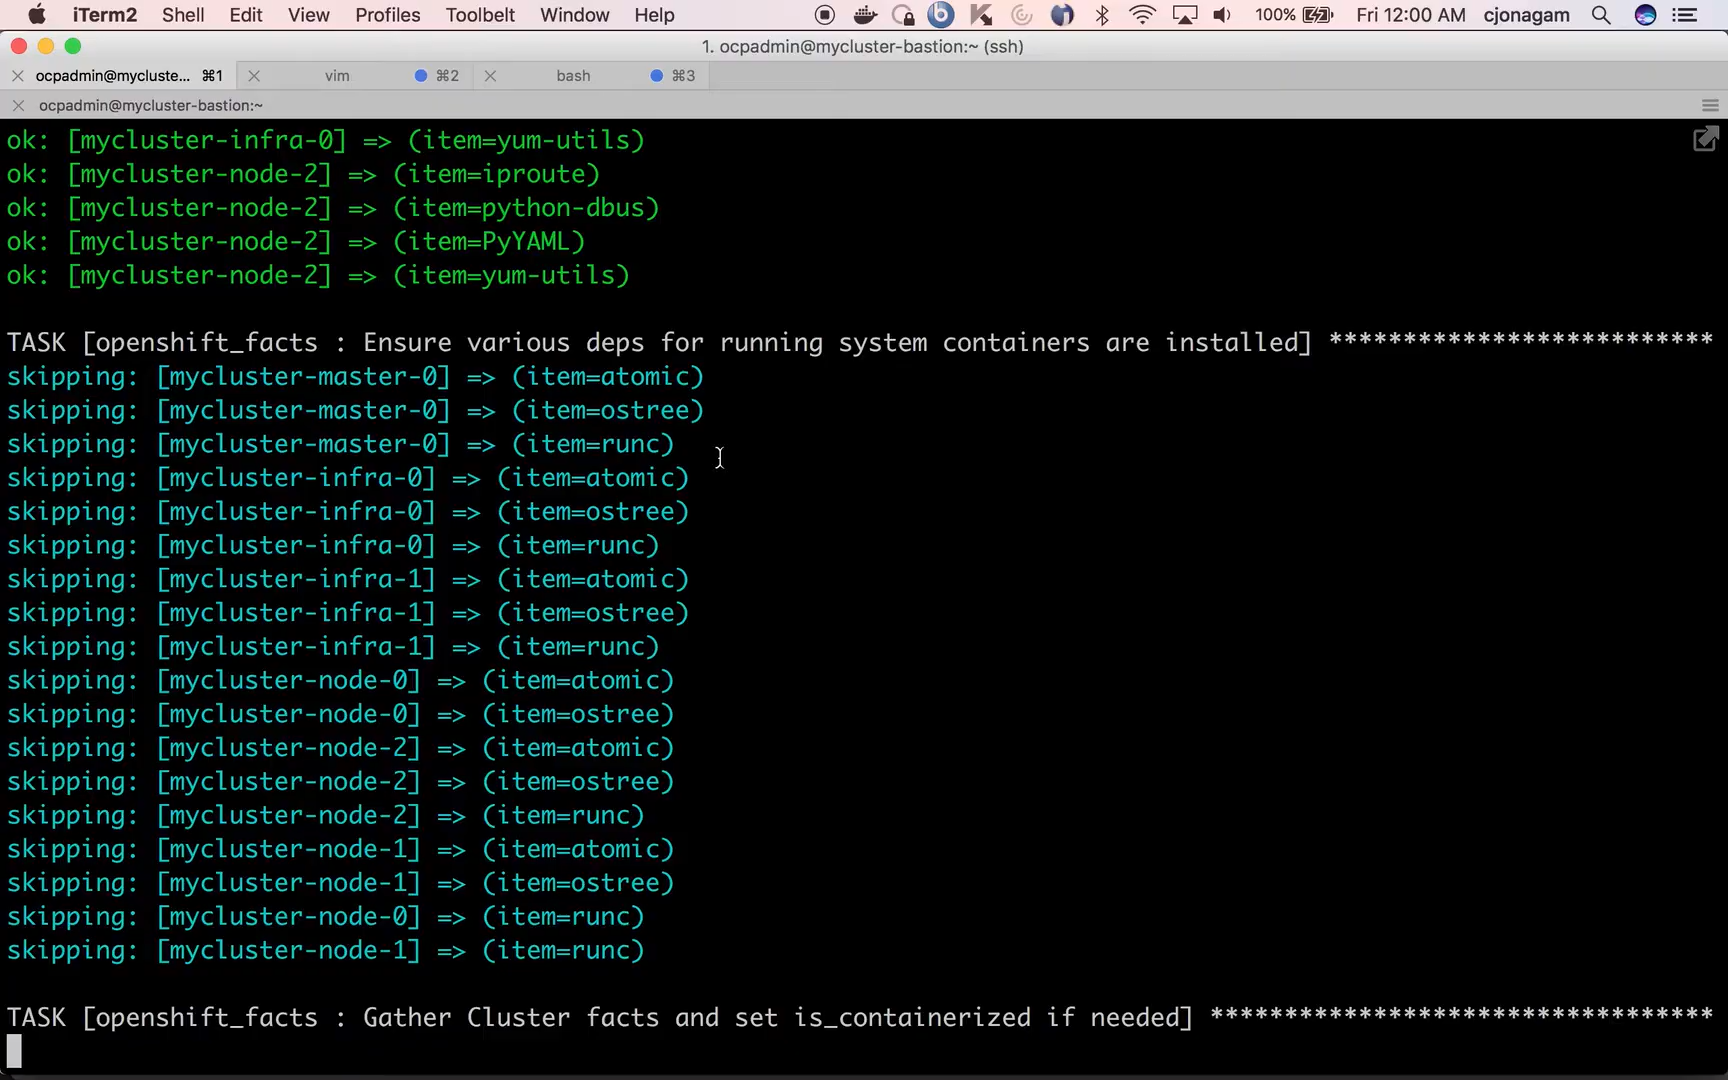 iTerm2 Shell Edit View Profiles Toolbelt Window Help 100% Fri 12:00 AM cjonagam
1. ocpadmin@mycluster-bastion:~ (ssh)
ocpadmin@mycluste... ⌘1 vim ⌘2 bash ⌘3
ocpadmin@mycluster-bastion:~
ok: [mycluster-infra-0] => (item=yum-utils)
ok: [mycluster-node-2] => (item=iproute)
ok: [mycluster-node-2] => (item=python-dbus)
ok: [mycluster-node-2] => (item=PyYAML)
ok: [mycluster-node-2] => (item=yum-utils)
TASK [openshift_facts : Ensure various deps for running system containers are installed] **************************
skipping: [mycluster-master-0] => (item=atomic)
skipping: [mycluster-master-0] => (item=ostree)
skipping: [mycluster-master-0] => (item=runc)
skipping: [mycluster-infra-0] => (item=atomic)
skipping: [mycluster-infra-0] => (item=ostree)
skipping: [mycluster-infra-0] => (item=runc)
skipping: [mycluster-infra-1] => (item=atomic)
skipping: [mycluster-infra-1] => (item=ostree)
skipping: [mycluster-infra-1] => (item=runc)
skipping: [mycluster-node-0] => (item=atomic)
skipping: [mycluster-node-0] => (item=ostree)
skipping: [mycluster-node-2] => (item=atomic)
skipping: [mycluster-node-2] => (item=ostree)
skipping: [mycluster-node-2] => (item=runc)
skipping: [mycluster-node-1] => (item=atomic)
skipping: [mycluster-node-1] => (item=ostree)
skipping: [mycluster-node-0] => (item=runc)
skipping: [mycluster-node-1] => (item=runc)
TASK [openshift_facts : Gather Cluster facts and set is_containerized if needed] **********************************